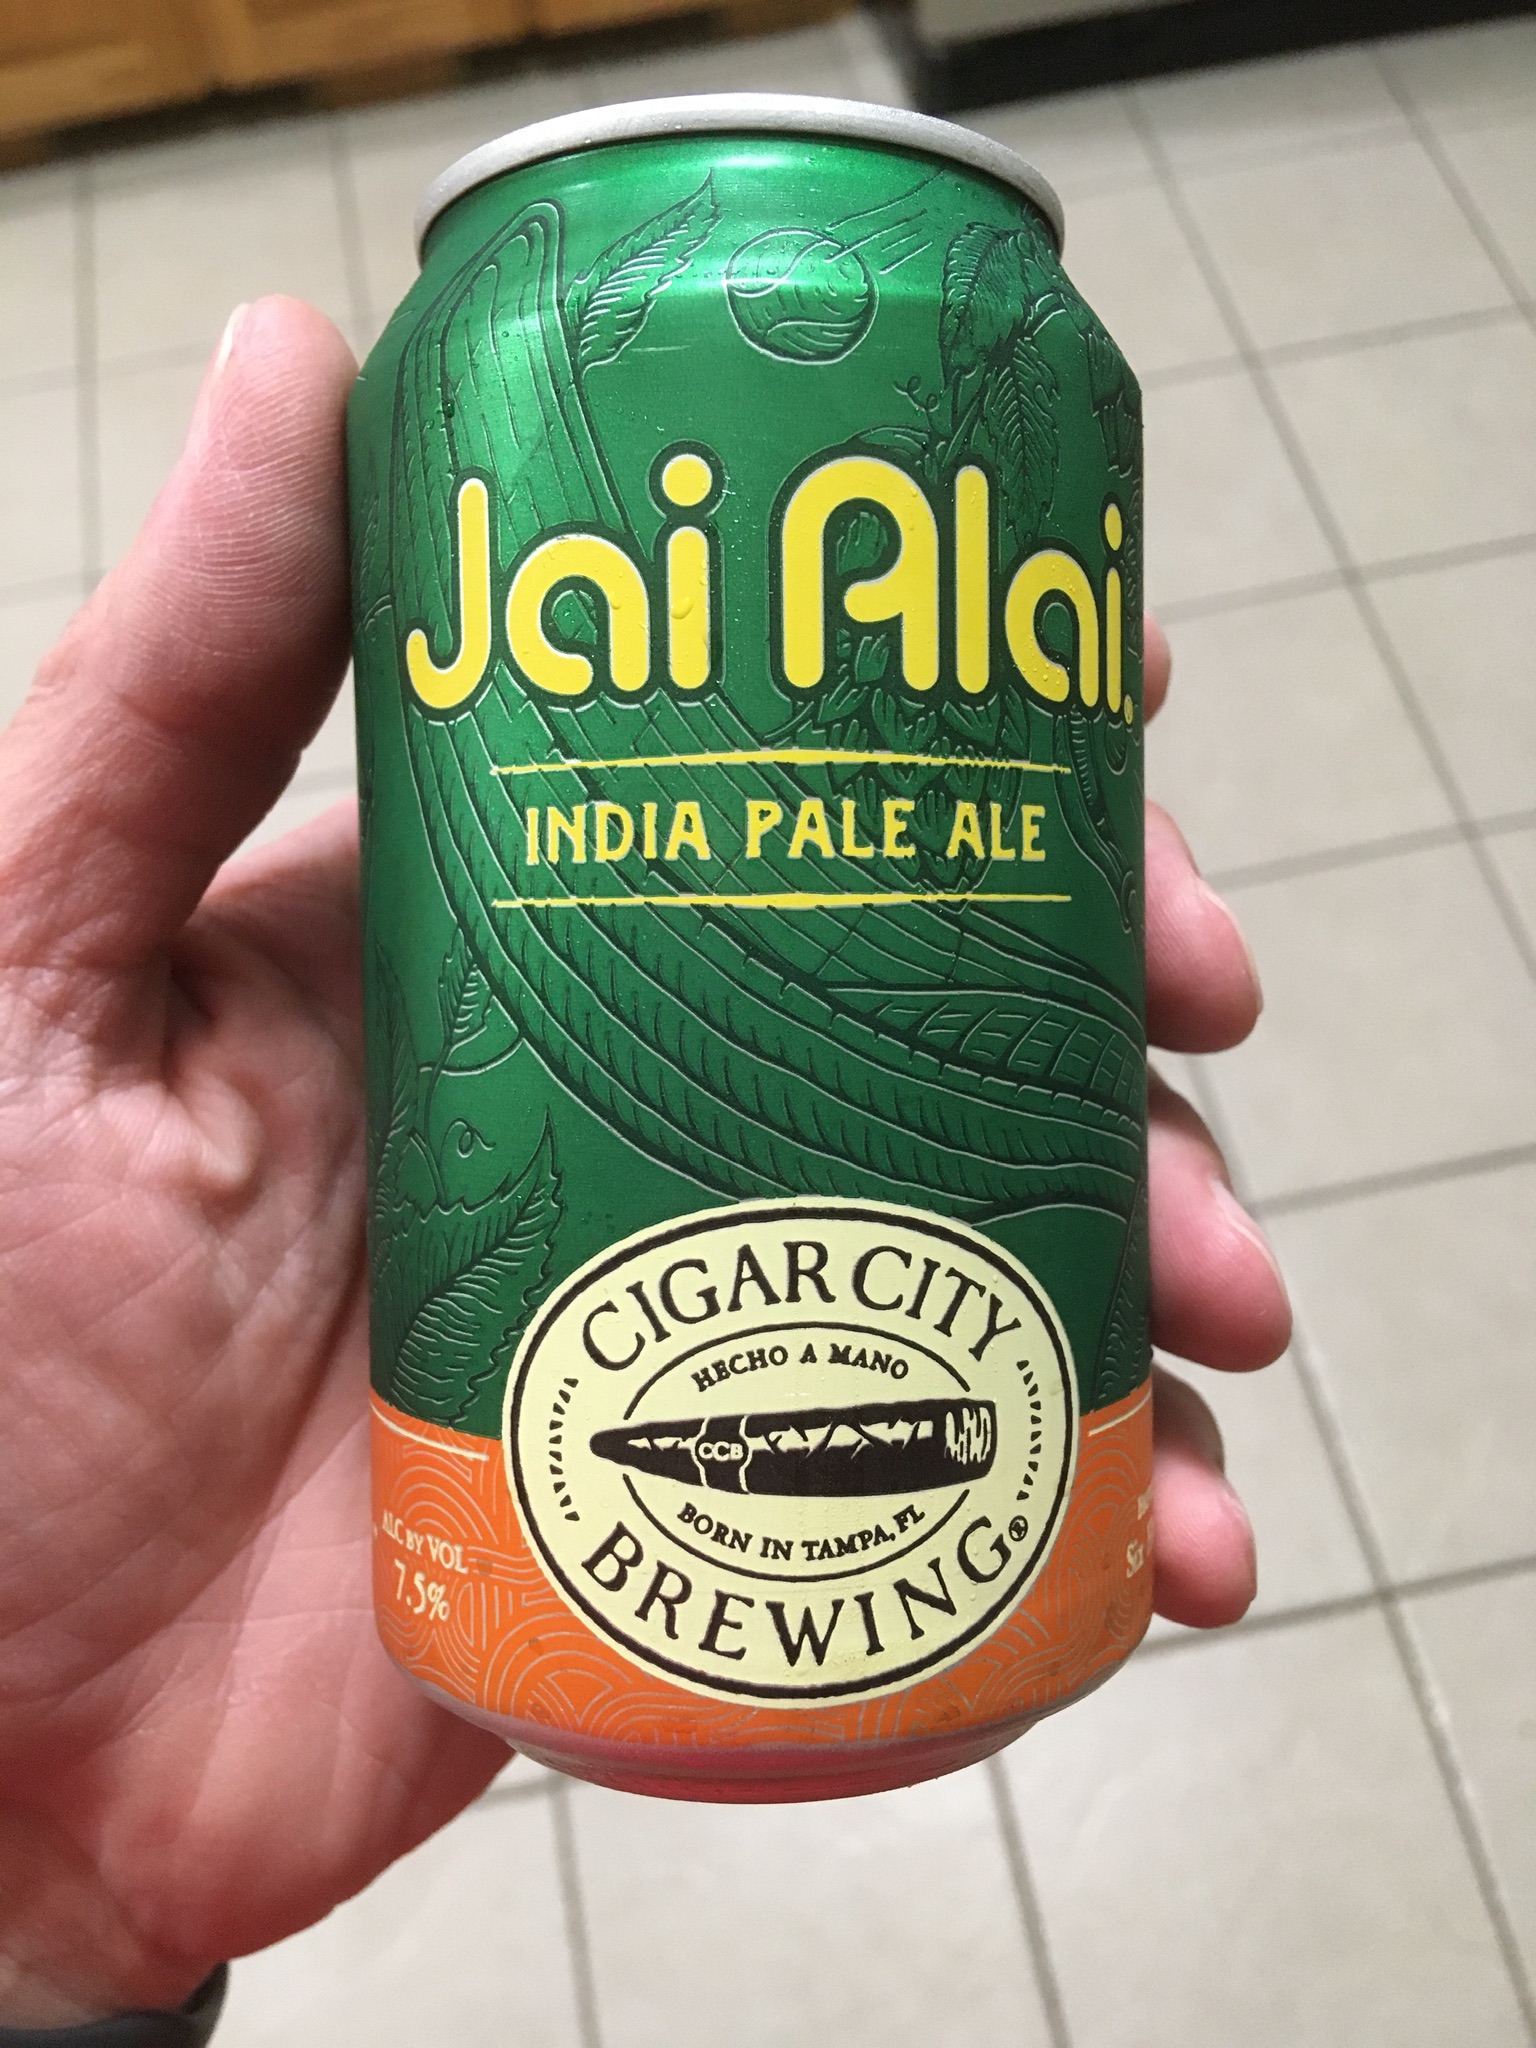 Jai Alai®
INDIA PALE ALE
CIGAR CITY
HECHO A MANO
CCB
BORN IN TAMPA, FL
BREWING®
ALC BY VOL
7.5%
Six